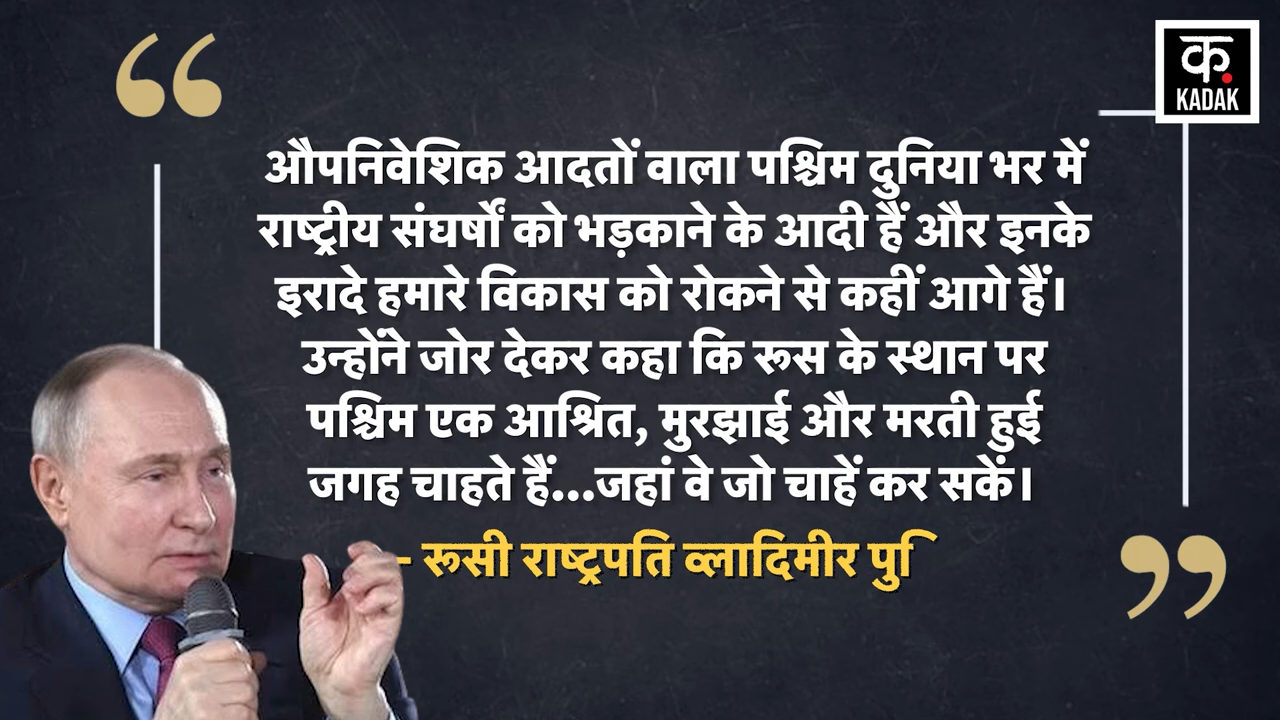 क
KADAK
औपनिवेशिक आदतों वाला पश्चिम दुनिया भर में
राष्ट्रीय संघर्षों को भड़काने के आदी हैं और इनके
इरादे हमारे विकास को रोकने से कहीं आगे हैं।
उन्होंने जोर देकर कहा कि रूस के स्थान पर
पश्चिम एक आश्रित, मुरझाई और मरती हुई
जगह चाहते हैं...जहां वे जो चाहें कर सकें।
- रूसी राष्ट्रपति व्लादिमीर पुि